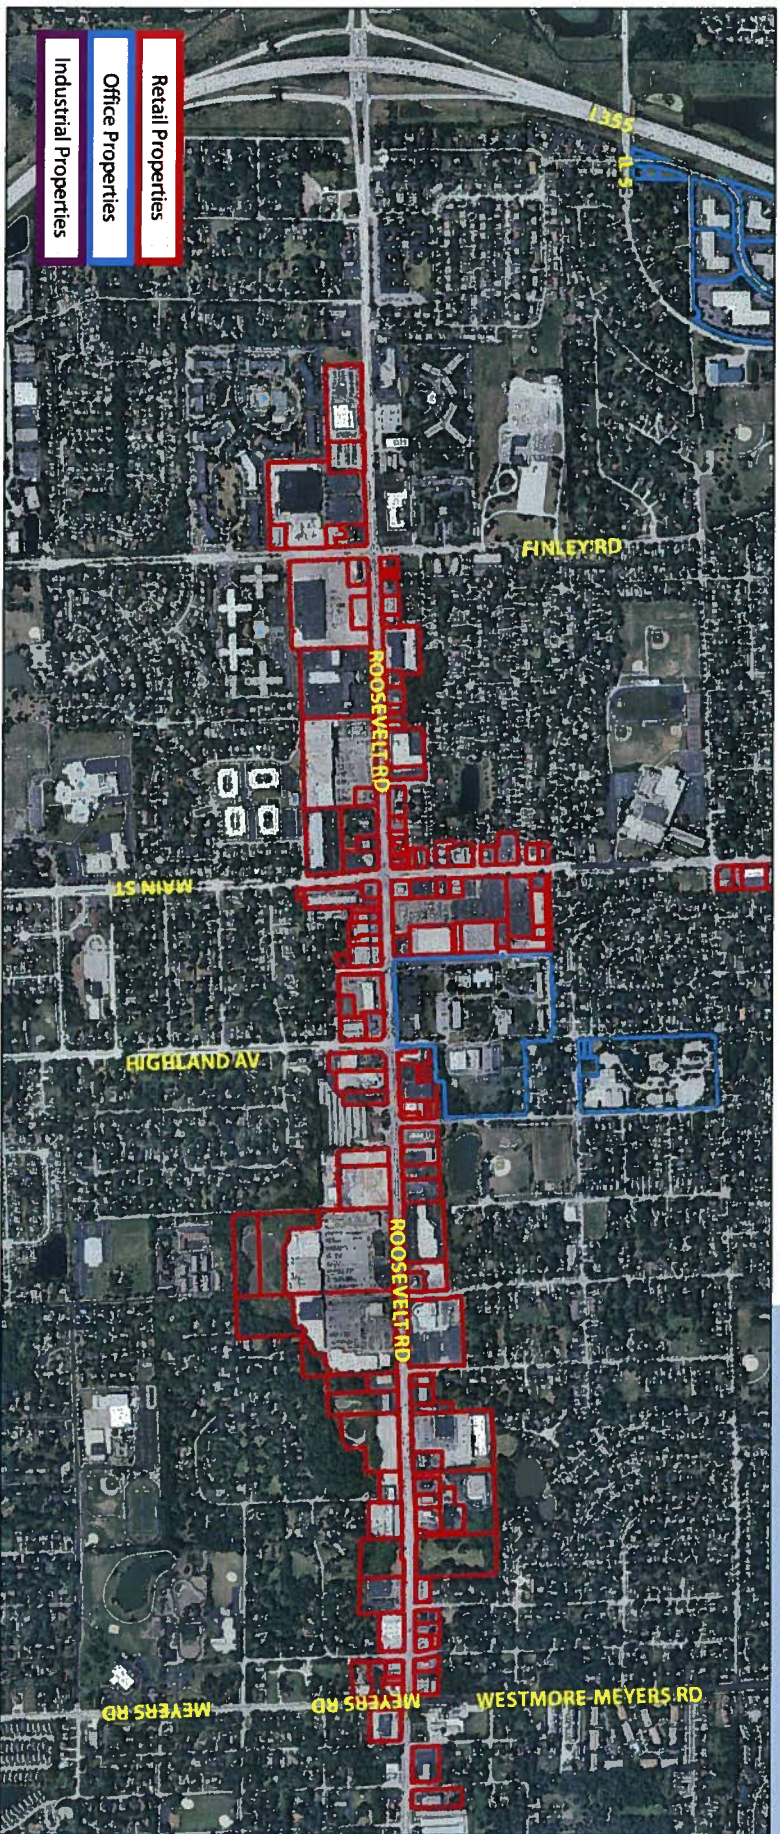 Retail Properties
Office Properties
Industrial Properties
I 355
IL 53
FINLEY RD
ROOSEVELT RD
MAIN ST
HIGHLAND AV
ROOSEVELT RD
MEYERS RD
MEYERS RD
WESTMORE-MEYERS RD